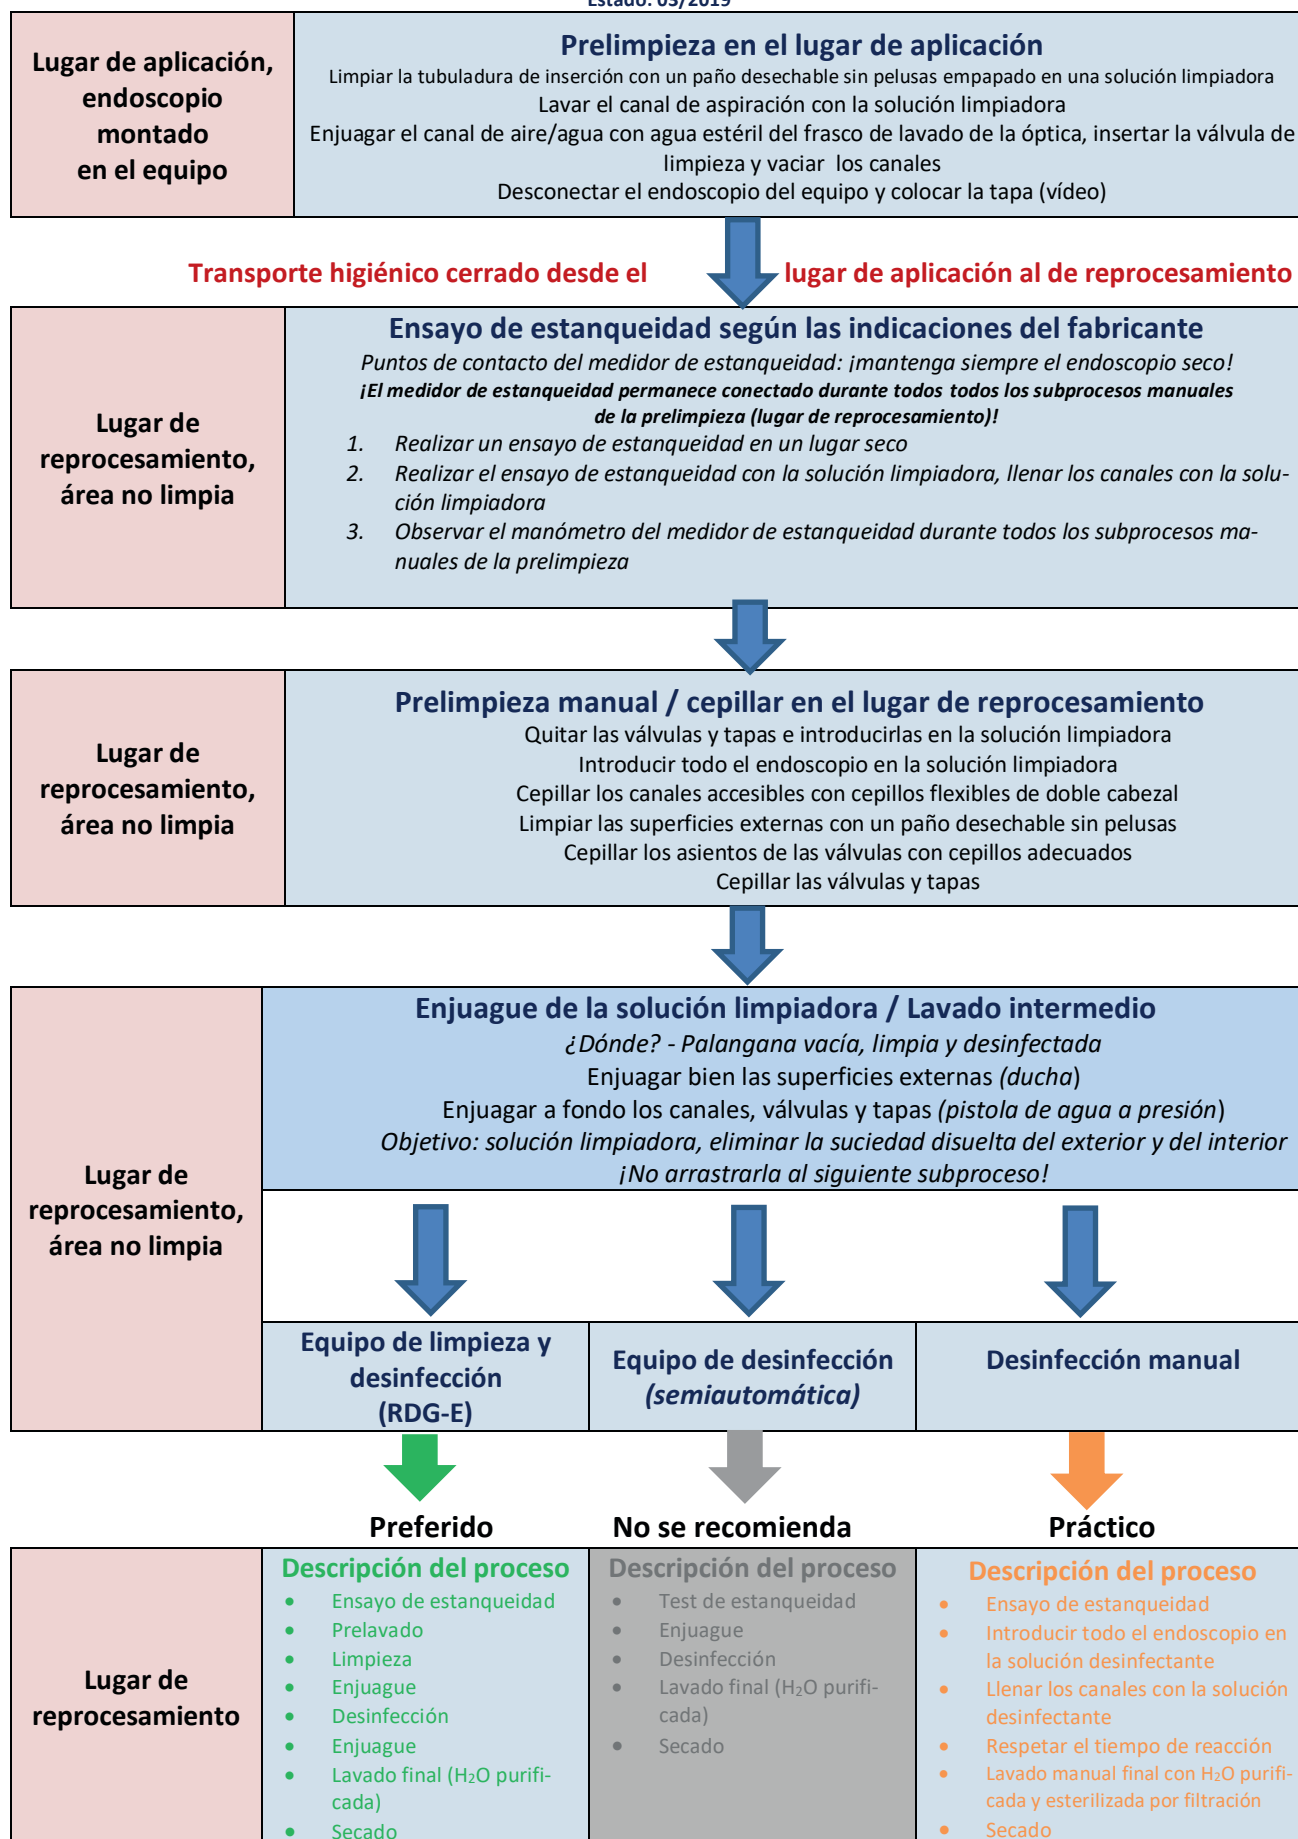 Estado: 03/2019
Lugar de aplicación,
endoscopio
montado
en el equipo
Prelimpieza en el lugar de aplicación
Limpiar la tubuladura de inserción con un paño desechable sin pelusas empapado en una solución limpiadora
Lavar el canal de aspiración con la solución limpiadora
Enjuagar el canal de aire/agua con agua estéril del frasco de lavado de la óptica, insertar la válvula de
limpieza y vaciar los canales
Desconectar el endoscopio del equipo y colocar la tapa (vídeo)
Transporte higiénico cerrado desde el lugar de aplicación al de reprocesamiento
Lugar de
reprocesamiento,
área no limpia
Ensayo de estanqueidad según las indicaciones del fabricante
Puntos de contacto del medidor de estanqueidad: ¡mantenga siempre el endoscopio seco!
¡El medidor de estanqueidad permanece conectado durante todos todos los subprocesos manuales
de la prelimpieza (lugar de reprocesamiento)!
1. Realizar un ensayo de estanqueidad en un lugar seco
2. Realizar el ensayo de estanqueidad con la solución limpiadora, llenar los canales con la solu-
ción limpiadora
3. Observar el manómetro del medidor de estanqueidad durante todos los subprocesos ma-
nuales de la prelimpieza
Lugar de
reprocesamiento,
área no limpia
Prelimpieza manual / cepillar en el lugar de reprocesamiento
Quitar las válvulas y tapas e introducirlas en la solución limpiadora
Introducir todo el endoscopio en la solución limpiadora
Cepillar los canales accesibles con cepillos flexibles de doble cabezal
Limpiar las superficies externas con un paño desechable sin pelusas
Cepillar los asientos de las válvulas con cepillos adecuados
Cepillar las válvulas y tapas
Lugar de
reprocesamiento,
área no limpia
Enjuague de la solución limpiadora / Lavado intermedio
¿Dónde? - Palangana vacía, limpia y desinfectada
Enjuagar bien las superficies externas (ducha)
Enjuagar a fondo los canales, válvulas y tapas (pistola de agua a presión)
Objetivo: solución limpiadora, eliminar la suciedad disuelta del exterior y del interior
¡No arrastrarla al siguiente subproceso!
Equipo de limpieza y
desinfección
(RDG-E)
Equipo de desinfección
(semiautomática)
Desinfección manual
Preferido
No se recomienda
Práctico
Lugar de
reprocesamiento
Descripción del proceso
• Ensayo de estanqueidad
• Prelavado
• Limpieza
• Enjuague
• Desinfección
• Enjuague
• Lavado final (H₂O purifi-
cada)
• Secado
Descripción del proceso
• Test de estanqueidad
• Enjuague
• Desinfección
• Lavado final (H₂O purifi-
cada)
• Secado
Descripción del proceso
• Ensayo de estanqueidad
• Introducir todo el endoscopio en
la solución desinfectante
• Llenar los canales con la solución
desinfectante
• Respetar el tiempo de reacción
• Lavado manual final con H₂O purifi-
cada y esterilizada por filtración
• Secado